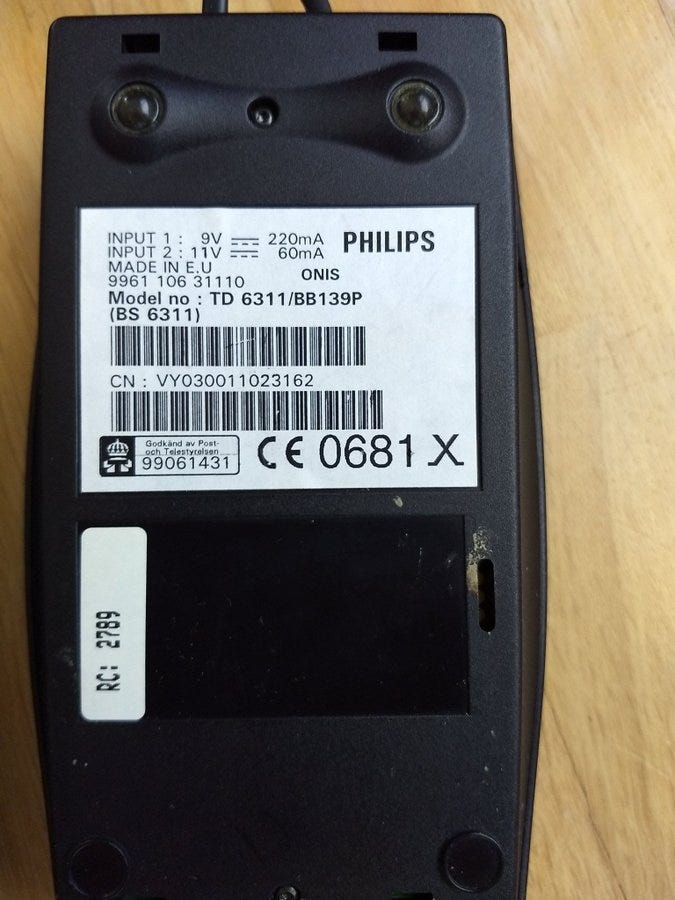 INPUT 1 : 9V ⎓ 220mA PHILIPS
INPUT 2 : 11V ⎓ 60mA
MADE IN E.U ONIS
9961 106 31110
Model no : TD 6311/BB139P
(BS 6311)
CN : VY030011023162
Godkänd av Post-
och Telestyrelsen
99061431
CE 0681 X
RC: 2789